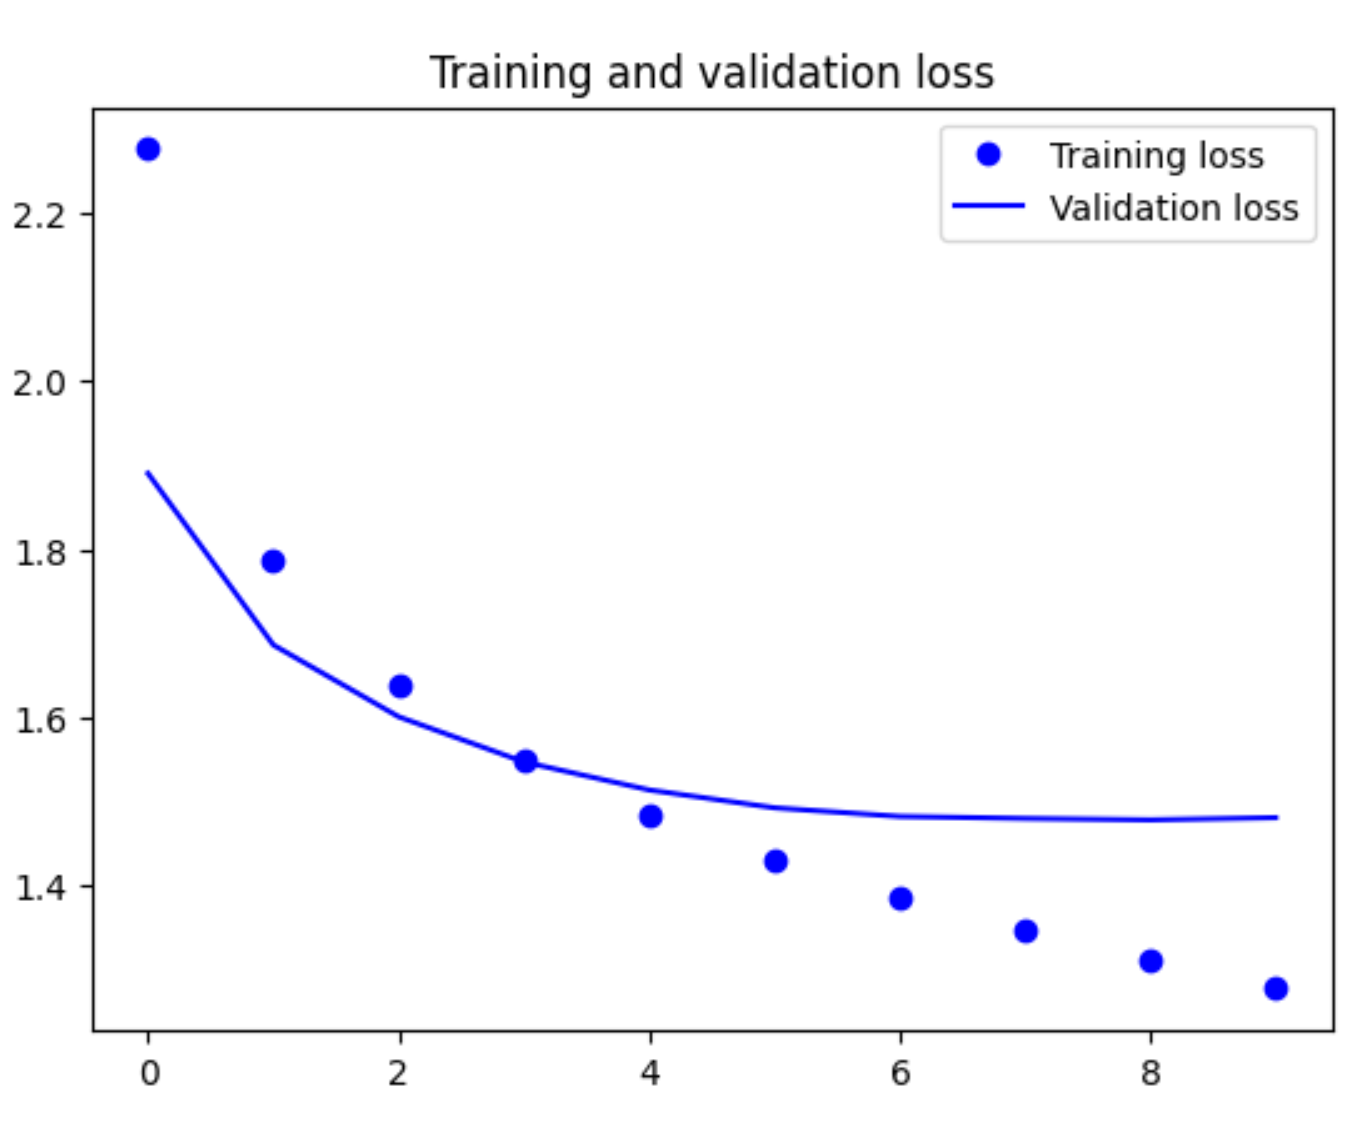 Training and validation loss
Training loss
Validation loss
2.2
2.0
1.8
1.6
1.4
0 2 4 6 8